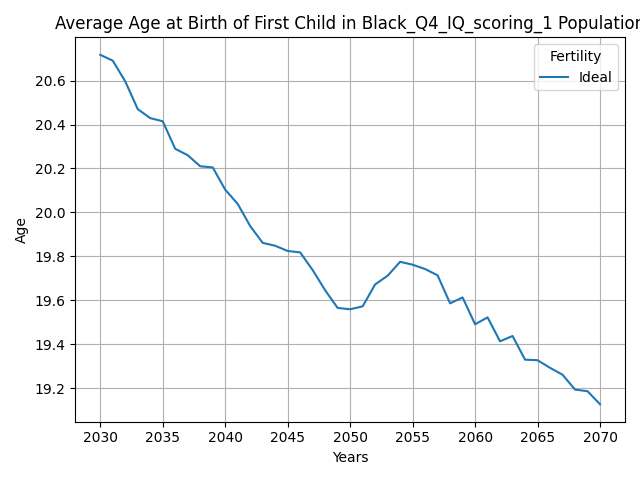 Average Age at Birth of First Child in Black_Q4_IQ_scoring_1 Population
Fertility
Ideal
20.6
20.4
20.2
20.0
19.8
19.6
19.4
19.2
Age
2030 2035 2040 2045 2050 2055 2060 2065 2070
Years